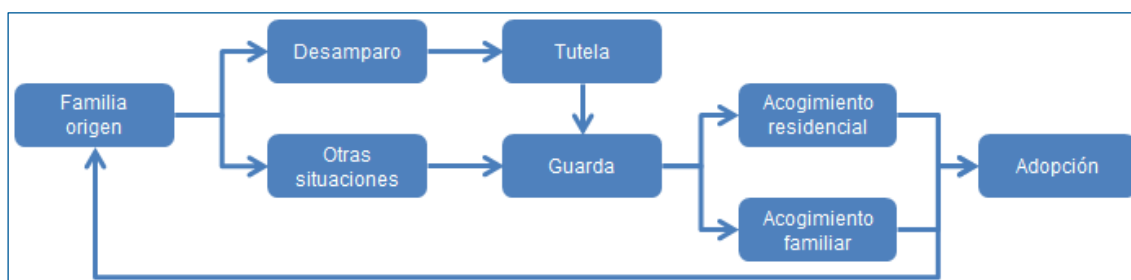 Familia
origen
Desamparo
Tutela
Otras
situaciones
Guarda
Acogimiento
residencial
Acogimiento
familiar
Adopción